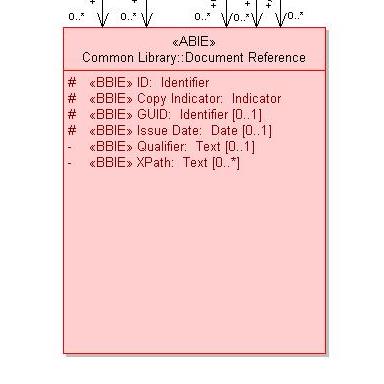 0..* 0..* 0..* 0..* 0..*
«ABIE»
Common Library::Document Reference
# «BBIE» ID: Identifier
# «BBIE» Copy Indicator: Indicator
# «BBIE» GUID: Identifier [0..1]
# «BBIE» Issue Date: Date [0..1]
- «BBIE» Qualifier: Text [0..1]
- «BBIE» XPath: Text [0..*]